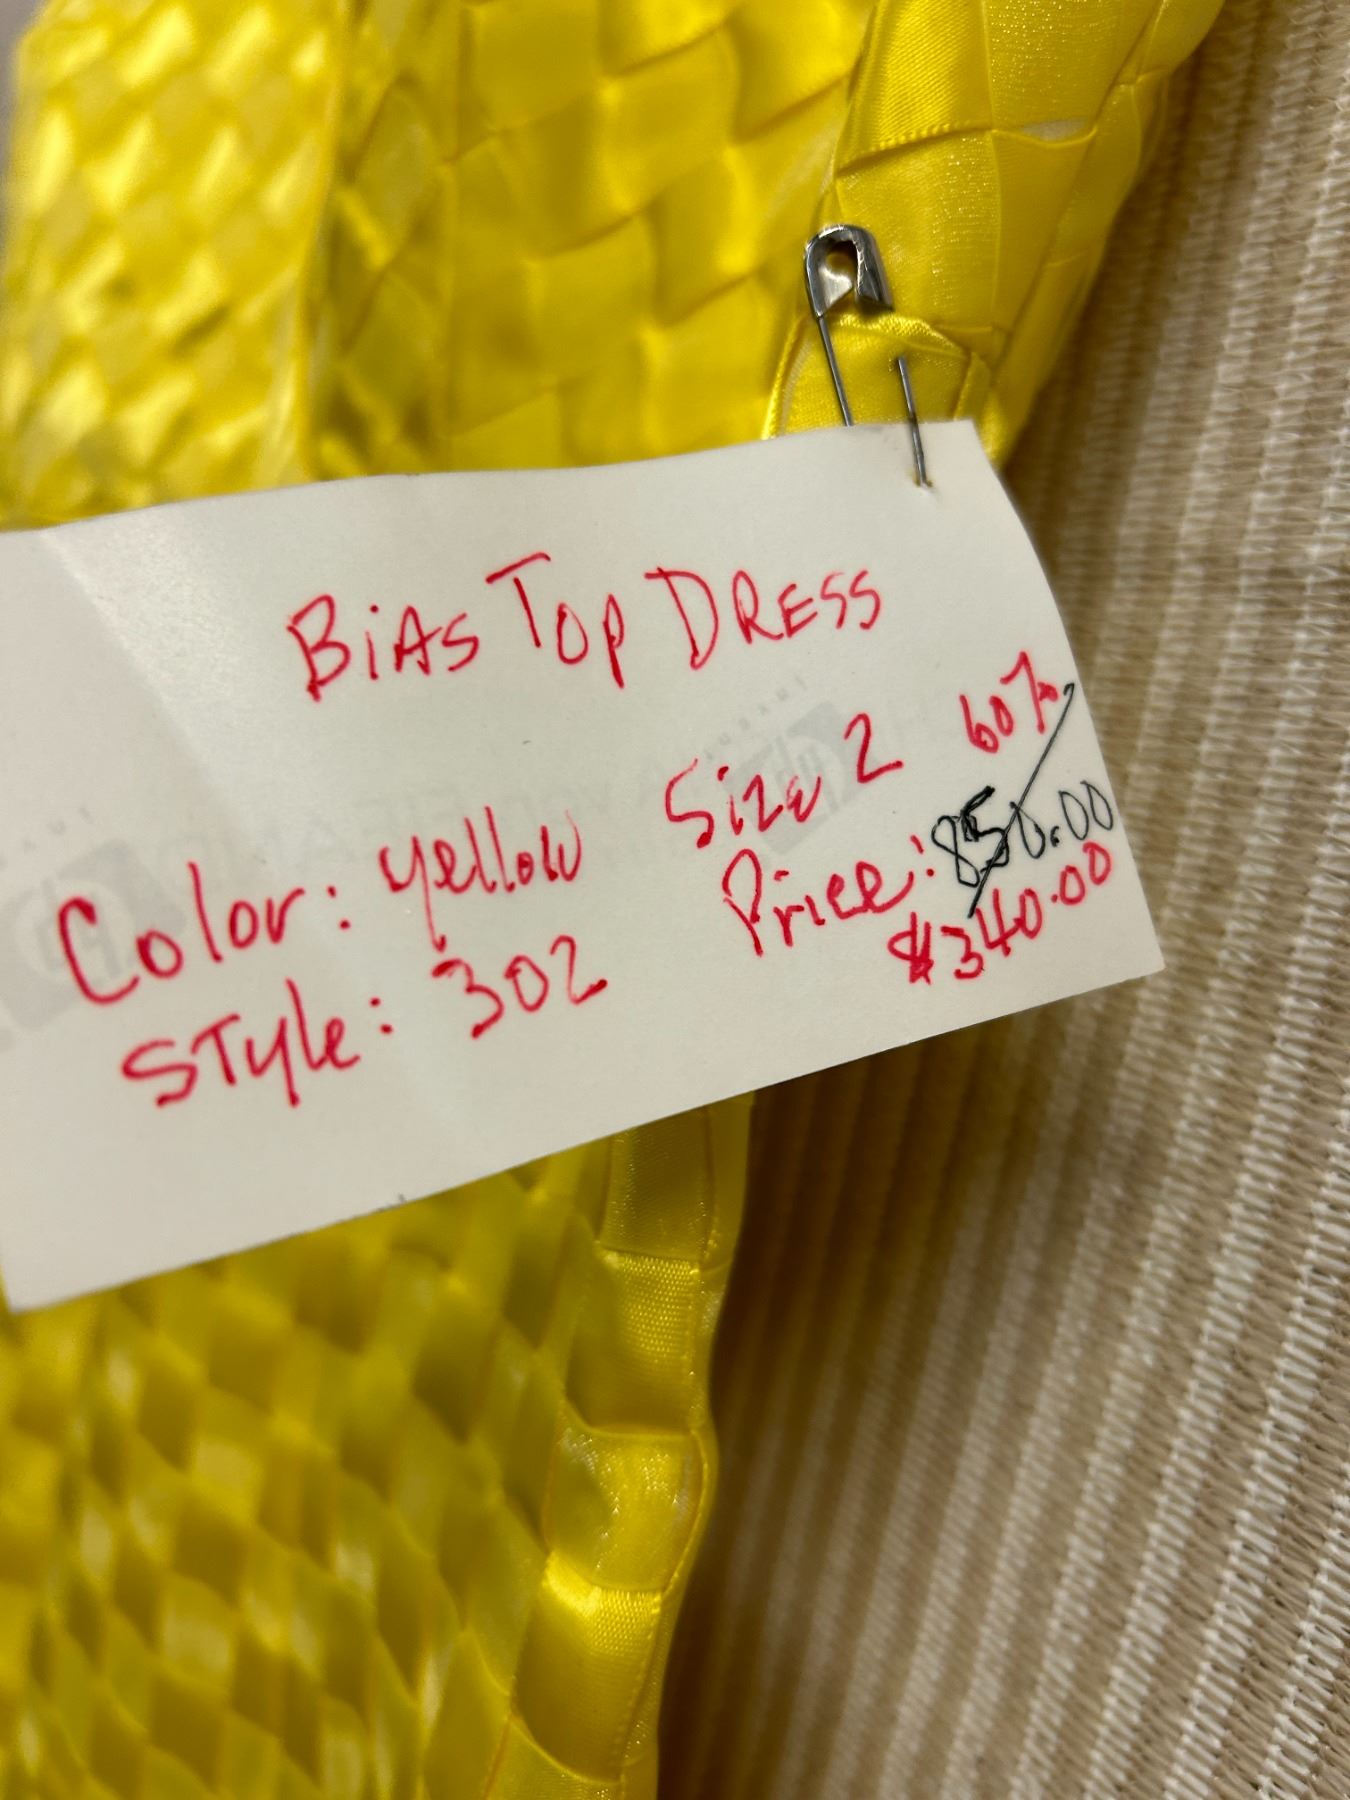 BiAs Top DRESS
Color: yellow Size 2 60%
Style: 302 Price: 850.00
$340.00